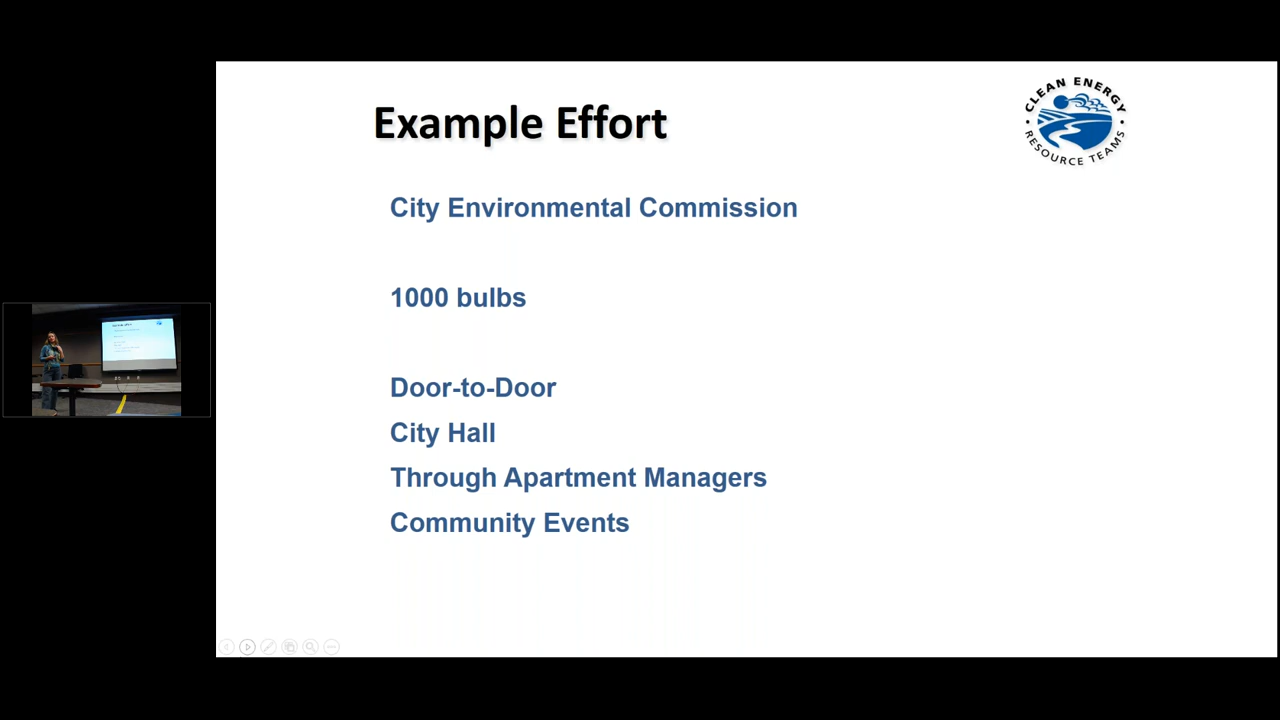 Example Effort
CLEAN ENERGY
RESOURCE TEAMS
City Environmental Commission
1000 bulbs
Door-to-Door
City Hall
Through Apartment Managers
Community Events